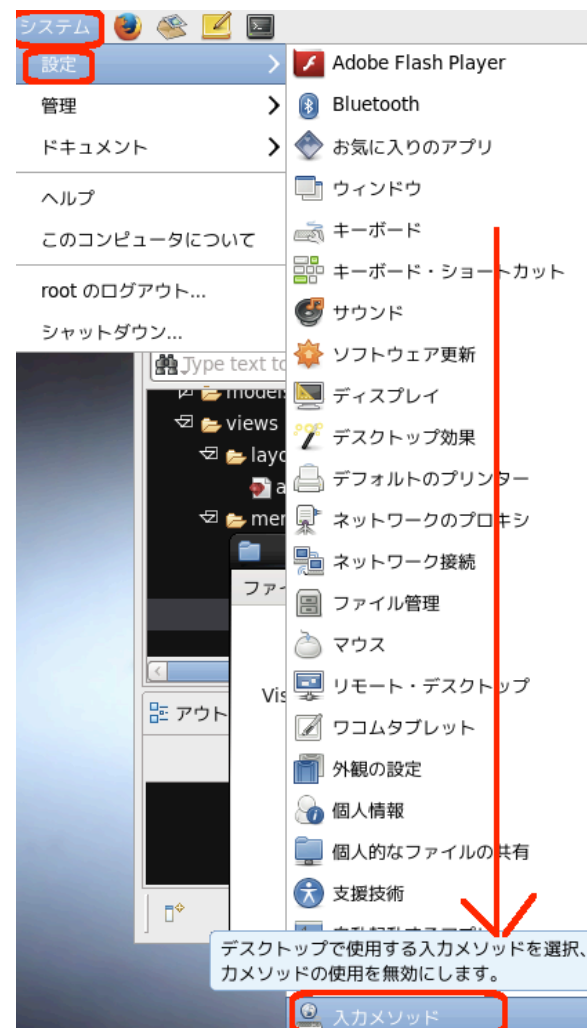 システム
設定
管理
ドキュメント
ヘルプ
このコンピュータについて
root のログアウト...
シャットダウン...
Adobe Flash Player
Bluetooth
お気に入りのアプリ
ウィンドウ
キーボード
キーボード・ショートカット
サウンド
ソフトウェア更新
ディスプレイ
デスクトップ効果
デフォルトのプリンター
ネットワークのプロキシ
ネットワーク接続
ファイル管理
マウス
リモート・デスクトップ
ワコムタブレット
外観の設定
個人情報
個人的なファイルの共有
支援技術
デスクトップで使用する入力メソッドを選択、
カメソッドの使用を無効にします。
入力メソッド
Type text to
models
views
layo
a
mer
ファイ
Vis
アウト